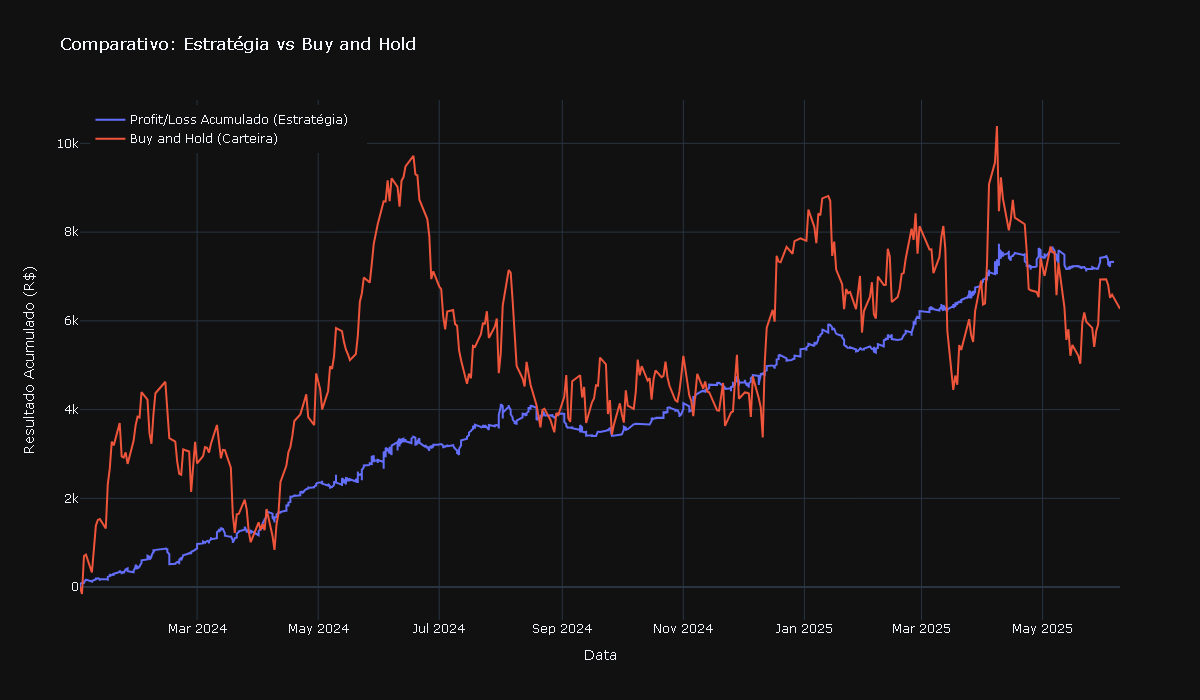 Comparativo: Estratégia vs Buy and Hold
Profit/Loss Acumulado (Estratégia)
Buy and Hold (Carteira)
10k
8k
6k
4k
2k
0
Resultado Acumulado (R$)
Mar 2024 May 2024 Jul 2024 Sep 2024 Nov 2024 Jan 2025 Mar 2025 May 2025
Data